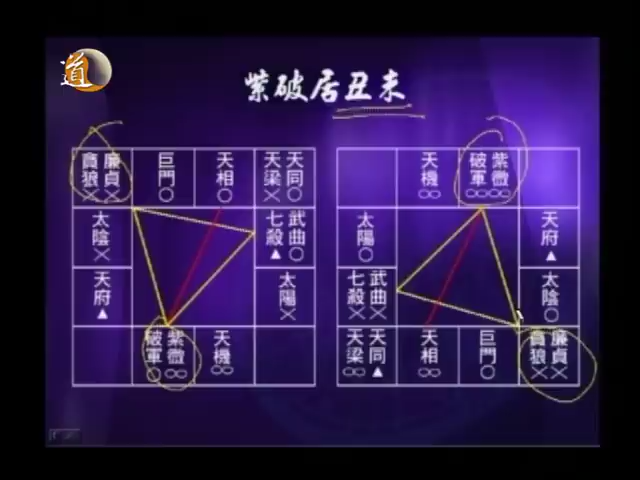 道
紫破居丑未
廉貞×
貪狼×
巨門○
天相○
天同○
天梁×
太陰×
武曲○
七殺▲
天府▲
太陽×
紫微○○
破軍○
天機○○
天機○○
紫微○○
破軍○○
太陽○
天府▲
武曲×
七殺×
太陰○
天同▲
天梁○○
天相○○
巨門○
廉貞×
貪狼×